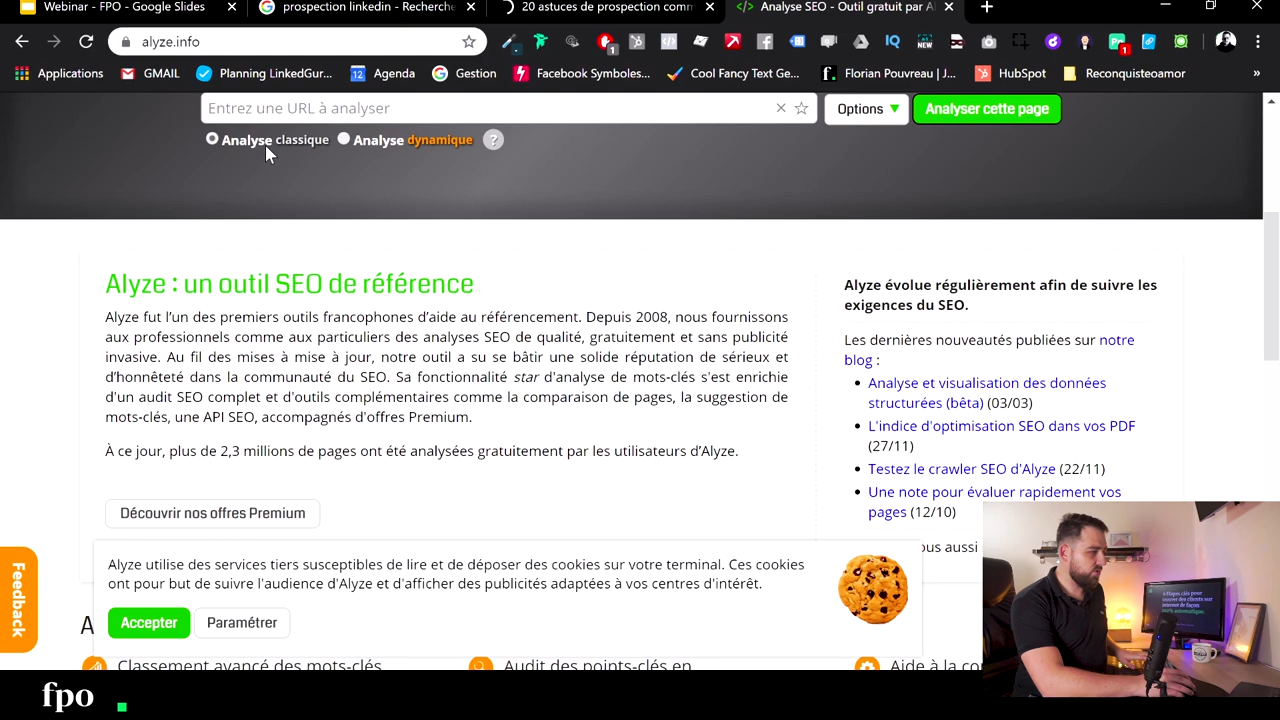 Webinar - FPO - Google Slides
prospection linkedin - Recherche
20 astuces de prospection comm
Analyse SEO - Outil gratuit par Al
alyze.info
Applications
GMAIL
Planning LinkedGur...
Agenda
Gestion
Facebook Symboles...
Cool Fancy Text Ge...
Florian Pouvreau | J...
HubSpot
Reconquisteoamor
»
Entrez une URL à analyser
Options
Analyser cette page
Analyse classique
Analyse dynamique
?
Alyze : un outil SEO de référence
Alyze fut l’un des premiers outils francophones d’aide au référencement. Depuis 2008, nous fournissons
aux professionnels comme aux particuliers des analyses SEO de qualité, gratuitement et sans publicité
invasive. Au fil des mises à mise à jour, notre outil a su se bâtir une solide réputation de sérieux et
d’honnêteté dans la communauté du SEO. Sa fonctionnalité star d'analyse de mots-clés s'est enrichie
d'un audit SEO complet et d'outils complémentaires comme la comparaison de pages, la suggestion de
mots-clés, une API SEO, accompagnés d'offres Premium.
À ce jour, plus de 2,3 millions de pages ont été analysées gratuitement par les utilisateurs d’Alyze.
Découvrir nos offres Premium
Alyze évolue régulièrement afin de suivre les
exigences du SEO.
Les dernières nouveautés publiées sur notre
blog :
Analyse et visualisation des données
structurées (bêta) (03/03)
L'indice d'optimisation SEO dans vos PDF
(27/11)
Testez le crawler SEO d'Alyze (22/11)
Une note pour évaluer rapidement vos
pages (12/10)
ous aussi
Feedback
Alyze utilise des services tiers susceptibles de lire et de déposer des cookies sur votre terminal. Ces cookies
ont pour but de suivre l'audience d'Alyze et d'afficher des publicités adaptées à vos centres d'intérêt.
Accepter
Paramétrer
A
Classement avancé des mots-clés
Audit des points-clés en
Aide à la co
fpo